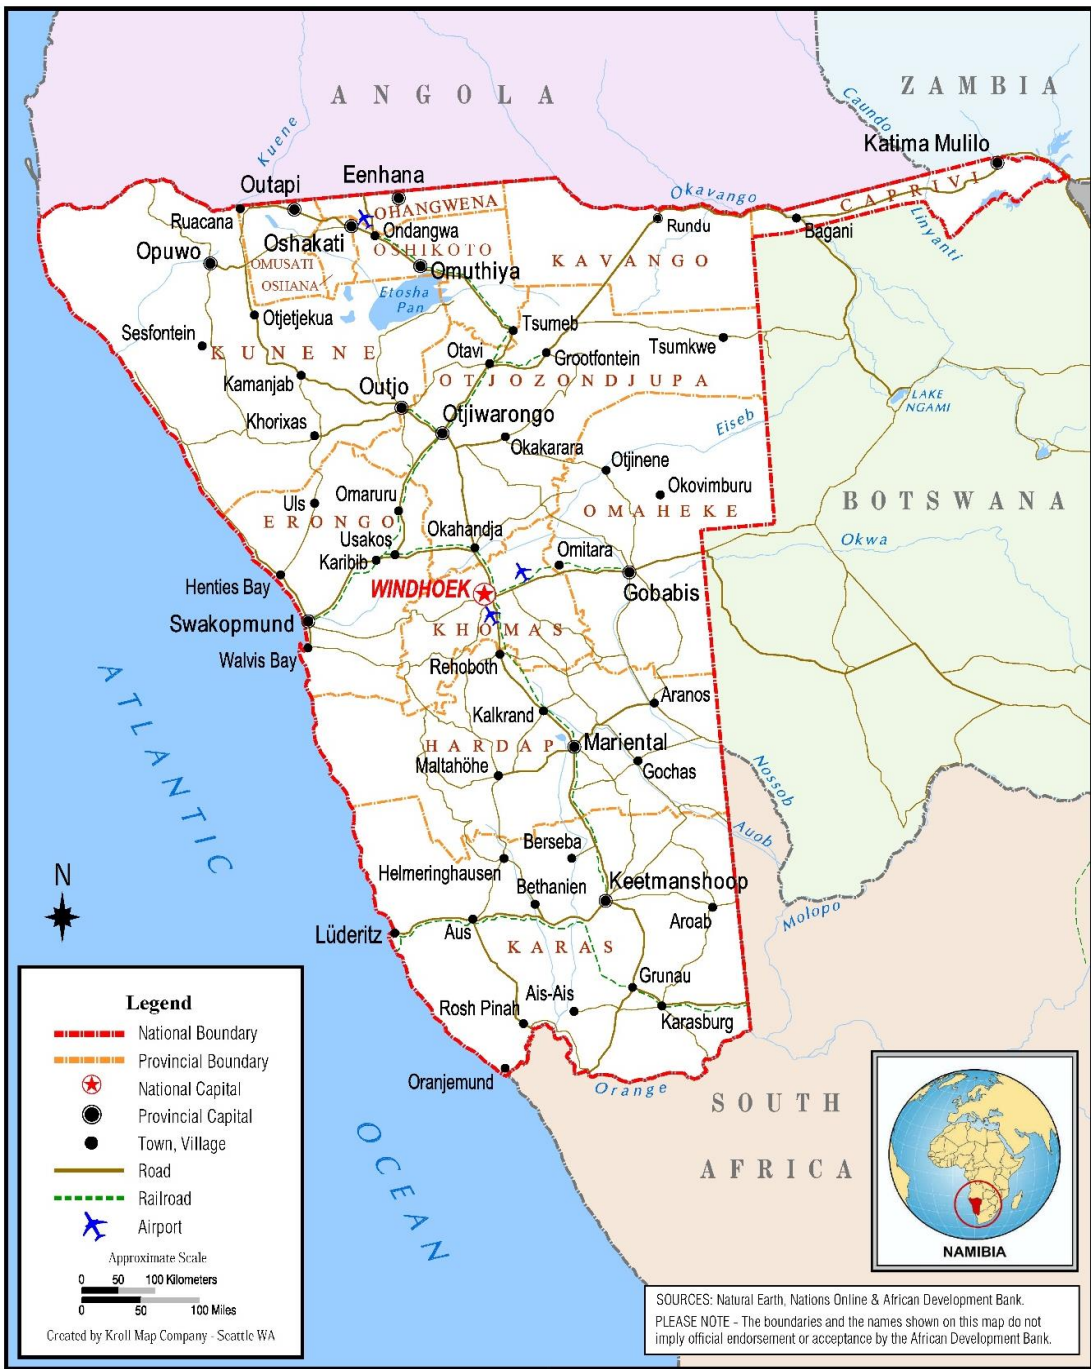 ANGOLA
ZAMBIA
Caundo
Kuene
Katima Mulilo
Eenhana
Outapi
CAPRIVI
Okavango
OHANGWENA
Ruacana
Rundu
Bagani
Linyanti
Ondangwa
Oshakati
OSHIKOTO
Opuwo
OMUSATI
Omuthiya
KAVANGO
OSHANA
Etosha
Pan
Otjetjekua
Tsumeb
Sesfontein
KUNENE
Otavi
Grootfontein
Tsumkwe
Kamanjab
Outjo
OTJOZONDJUPA
LAKE
NGAMI
Khorixas
Otjiwarongo
Eiseb
Okakarara
Otjinene
Okovimburu
Uls
Omaruru
BOTSWANA
ERONGO
OMAHEKE
Usakos
Okahandja
Okwa
Karibib
Omitara
Henties Bay
WINDHOEK
Gobabis
Swakopmund
KHOMAS
Walvis Bay
Rehoboth
Aranos
Kalkrand
HARDAP
Mariental
Maltahöhe
Gochas
Nossob
ATLANTIC
Auob
Berseba
Helmeringhausen
Keetmanshoop
Bethanien
Aroab
Molopo
N
Lüderitz
Aus
KARAS
Grunau
Ais-Ais
Rosh Pinah
Karasburg
Oranjemund
Orange
SOUTH
AFRICA
OCEAN
Legend
National Boundary
Provincial Boundary
National Capital
Provincial Capital
Town, Village
Road
Railroad
Airport
Approximate Scale
0 50 100 Kilometers
0 50 100 Miles
Created by Kroll Map Company - Seattle WA
NAMIBIA
SOURCES: Natural Earth, Nations Online & African Development Bank.
PLEASE NOTE - The boundaries and the names shown on this map do not
imply official endorsement or acceptance by the African Development Bank.